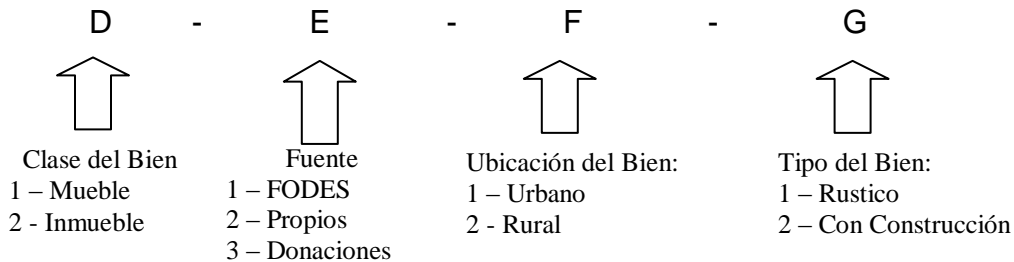 D - E - F - G
Clase del Bien
1 – Mueble
2 - Inmueble
Fuente
1 – FODES
2 – Propios
3 – Donaciones
Ubicación del Bien:
1 – Urbano
2 - Rural
Tipo del Bien:
1 – Rustico
2 – Con Construcción